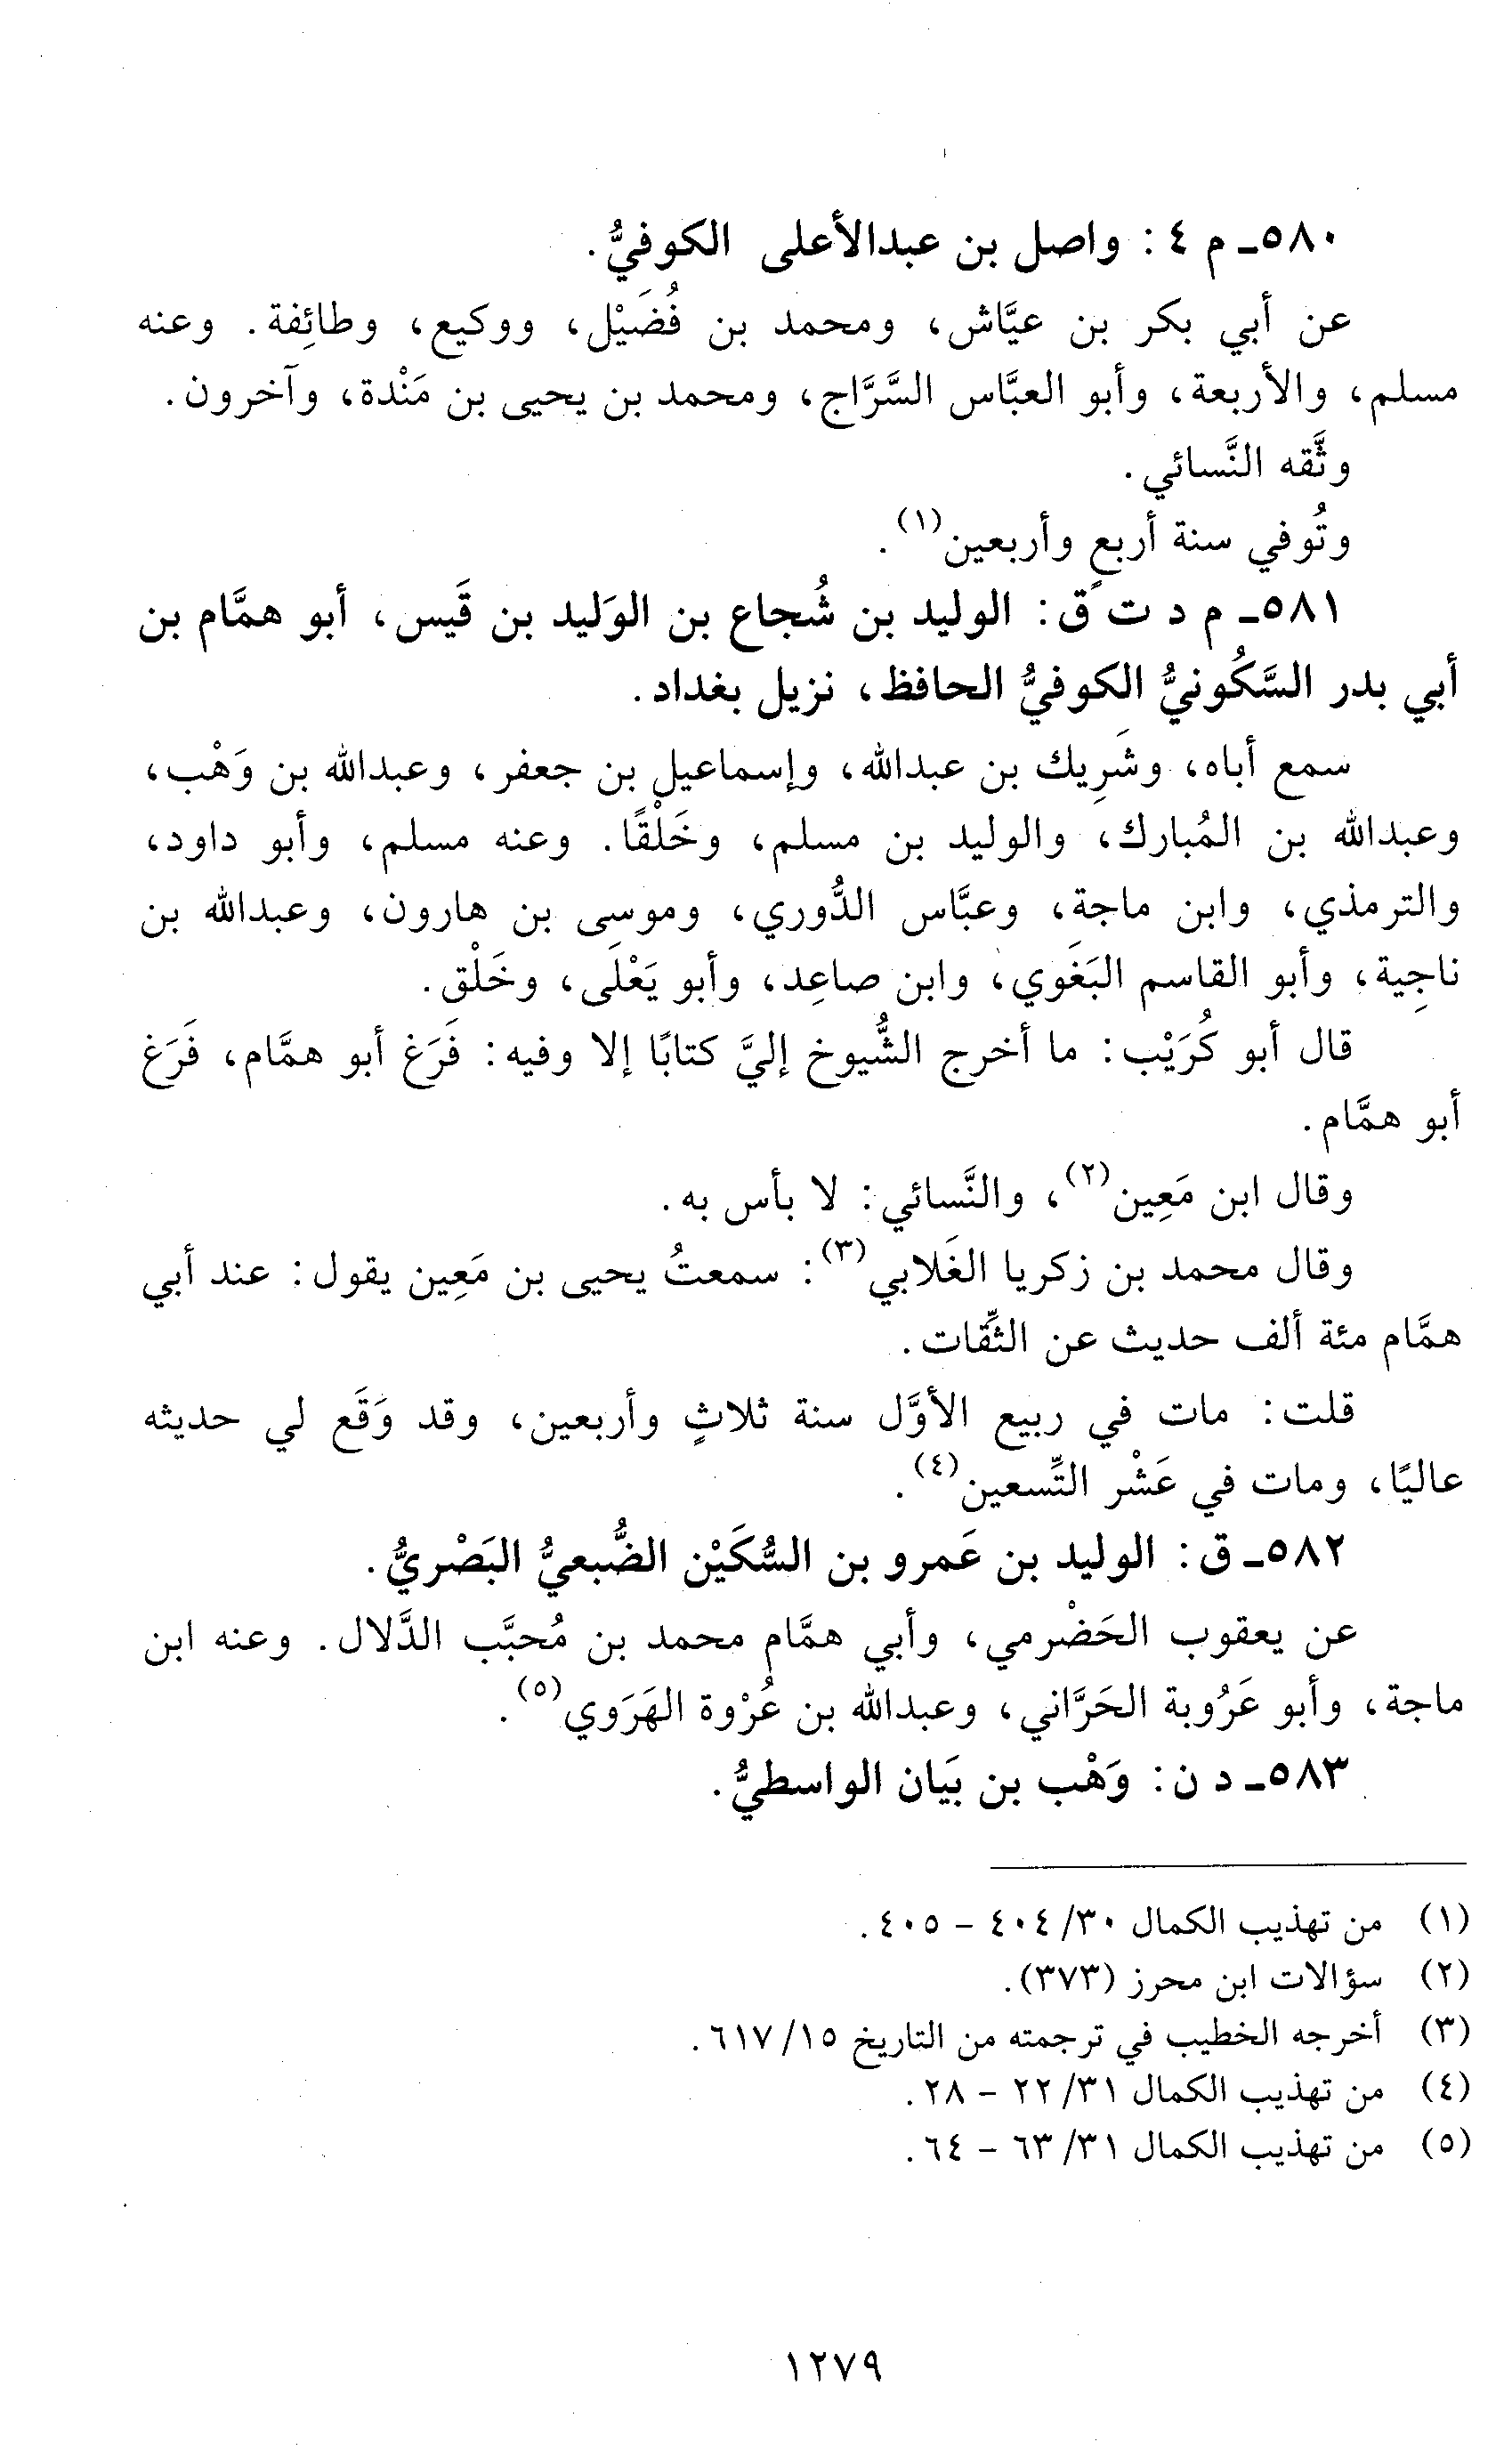 ٥٨٠ـ م ٤: واصل بن عبدالأعلى الكوفيُّ.
عن أبي بكر بن عيَّاش، ومحمد بن فُضَيْل، ووكيع، وطائِفة. وعنه
مسلم، والأربعة، وأبو العبَّاس السَّرَّاج، ومحمد بن يحيى بن مَنْدة، وآخرون.
وثَّقه النَّسائي.
وتُوفي سنة أربعٍ وأربعين(١).
٥٨١ـ م د ت ق: الوليد بن شُجاع بن الوَليد بن قَيس، أبو همَّام بن
أبي بدر السَّكُونيُّ الكوفيُّ الحافظ، نزيل بغداد.
سمع أباه، وشَرِيك بن عبدالله، وإسماعيل بن جعفر، وعبدالله بن وَهْب،
وعبدالله بن المُبارك، والوليد بن مسلم، وخَلْقًا. وعنه مسلم، وأبو داود،
والترمذي، وابن ماجة، وعبَّاس الدُّوري، وموسى بن هارون، وعبدالله بن
ناجِية، وأبو القاسم البَغَوي، وابن صاعِد، وأبو يَعْلَى، وخَلْق.
قال أبو كُرَيْب: ما أخرج الشُّيوخ إليَّ كتابًا إلا وفيه: فَرَغ أبو همَّام، فَرَغ
أبو همَّام.
وقال ابن مَعِين(٢)، والنَّسائي: لا بأس به.
وقال محمد بن زكريا الغَلابي(٣): سمعتُ يحيى بن مَعِين يقول: عند أبي
همَّام مئة ألف حديث عن الثِّقات.
قلت: مات في ربيع الأوَّل سنة ثلاثٍ وأربعين، وقد وَقَع لي حديثه
عاليًا، ومات في عَشْر التِّسعين(٤).
٥٨٢ـ ق: الوليد بن عَمرو بن السُّكَيْن الضُّبعيُّ البَصْريُّ.
عن يعقوب الحَضْرمي، وأبي همَّام محمد بن مُحبَّب الدَّلال. وعنه ابن
ماجة، وأبو عَرُوبة الحَرَّاني، وعبدالله بن عُرْوة الهَرَوي(٥).
٥٨٣ـ د ن: وَهْب بن بَيَان الواسطيُّ.
(١) من تهذيب الكمال ٣٠/ ٤٠٤ - ٤٠٥.
(٢) سؤالات ابن محرز (٣٧٣).
(٣) أخرجه الخطيب في ترجمته من التاريخ ١٥/ ٦١٧.
(٤) من تهذيب الكمال ٣١/ ٢٢ - ٢٨.
(٥) من تهذيب الكمال ٣١/ ٦٣ - ٦٤.
١٢٧٩